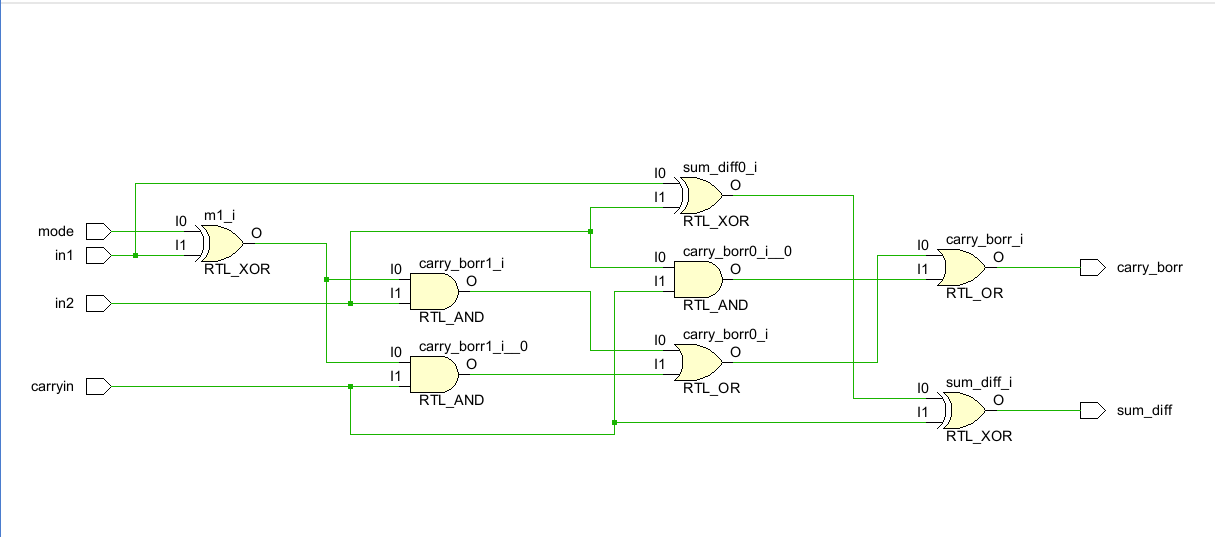 sum_diff0_i
I0
O
I1
RTL_XOR
m1_i
mode
I0
O
in1
I1
RTL_XOR
carry_borr0_i__0
I0
O
I1
RTL_AND
carry_borr_i
I0
O
carry_borr
I1
RTL_OR
carry_borr1_i
I0
O
in2
I1
RTL_AND
carry_borr0_i
I0
O
I1
RTL_OR
carry_borr1_i__0
I0
O
carryin
I1
RTL_AND
sum_diff_i
I0
O
sum_diff
I1
RTL_XOR